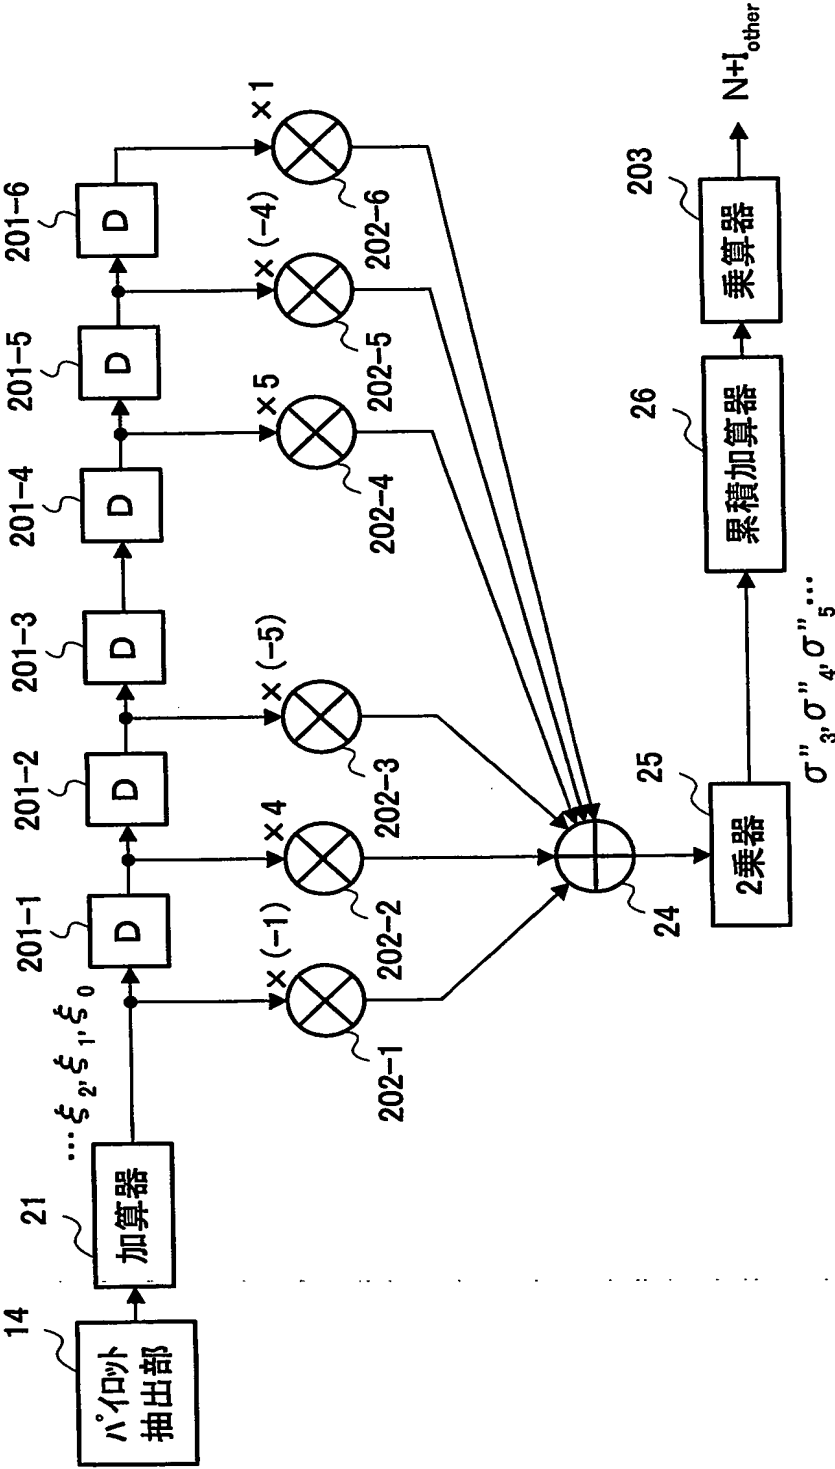 14
パイロット
抽出部
21
加算器
…ξ2,ξ1,ξ0
201-1
D
201-2
D
201-3
D
201-4
D
201-5
D
201-6
D
×(-1)
202-1
×4
202-2
×(-5)
202-3
×5
202-4
×(-4)
202-5
×1
202-6
24
25
2乗器
σ"3,σ"4,σ"5…
26
累積加算器
203
乗算器
N+Iother